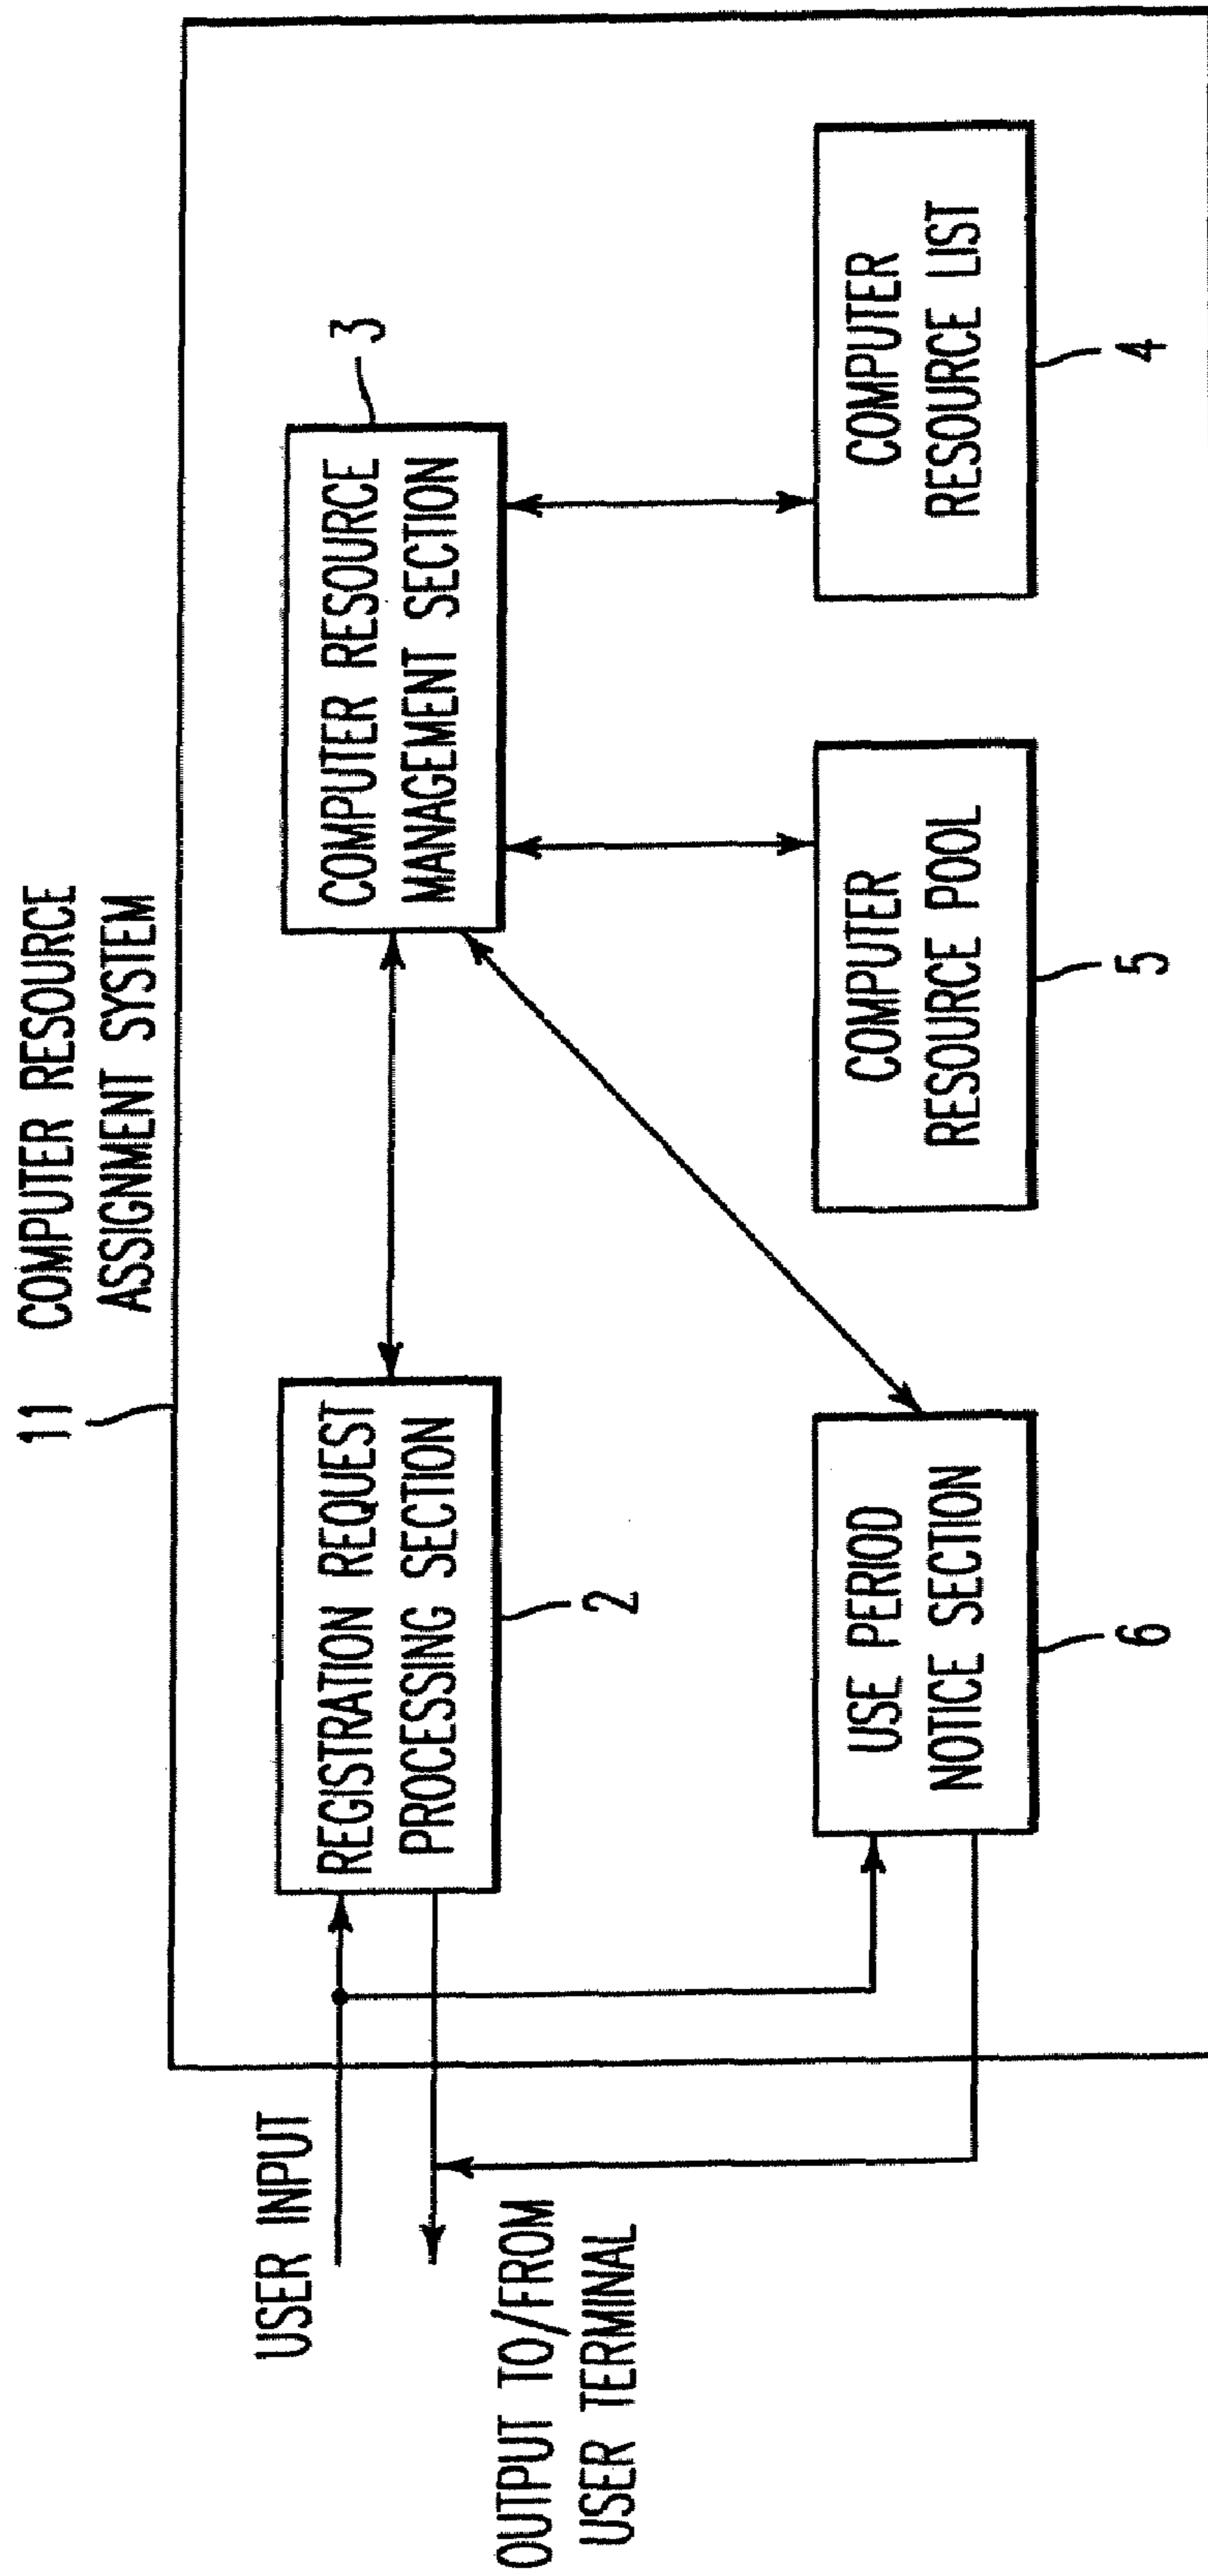 11 COMPUTER RESOURCE
ASSIGNMENT SYSTEM
USER INPUT
OUTPUT TO/FROM
USER TERMINAL
REGISTRATION REQUEST
PROCESSING SECTION
2
COMPUTER RESOURCE
MANAGEMENT SECTION
3
USE PERIOD
NOTICE SECTION
6
COMPUTER
RESOURCE POOL
5
COMPUTER
RESOURCE LIST
4